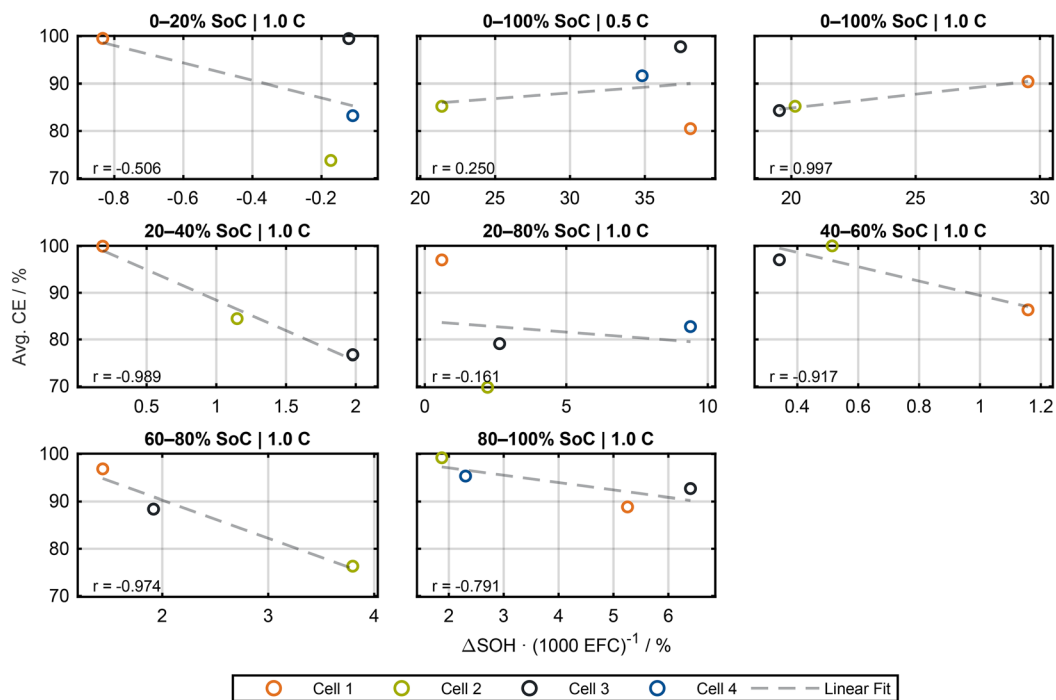 0–20% SoC | 1.0 C
0–100% SoC | 0.5 C
0–100% SoC | 1.0 C
100
90
80
70
r = -0.506
r = 0.250
r = 0.997
-0.8 -0.6 -0.4 -0.2
20 25 30 35
20 25 30
20–40% SoC | 1.0 C
20–80% SoC | 1.0 C
40–60% SoC | 1.0 C
100
90
80
70
r = -0.989
r = -0.161
r = -0.917
0.5 1 1.5 2
0 5 10
0.4 0.6 0.8 1 1.2
Avg. CE / %
60–80% SoC | 1.0 C
80–100% SoC | 1.0 C
100
90
80
70
r = -0.974
r = -0.791
2 3 4
2 3 4 5 6
ΔSOH · (1000 EFC)⁻¹ / %
Cell 1 Cell 2 Cell 3 Cell 4 Linear Fit